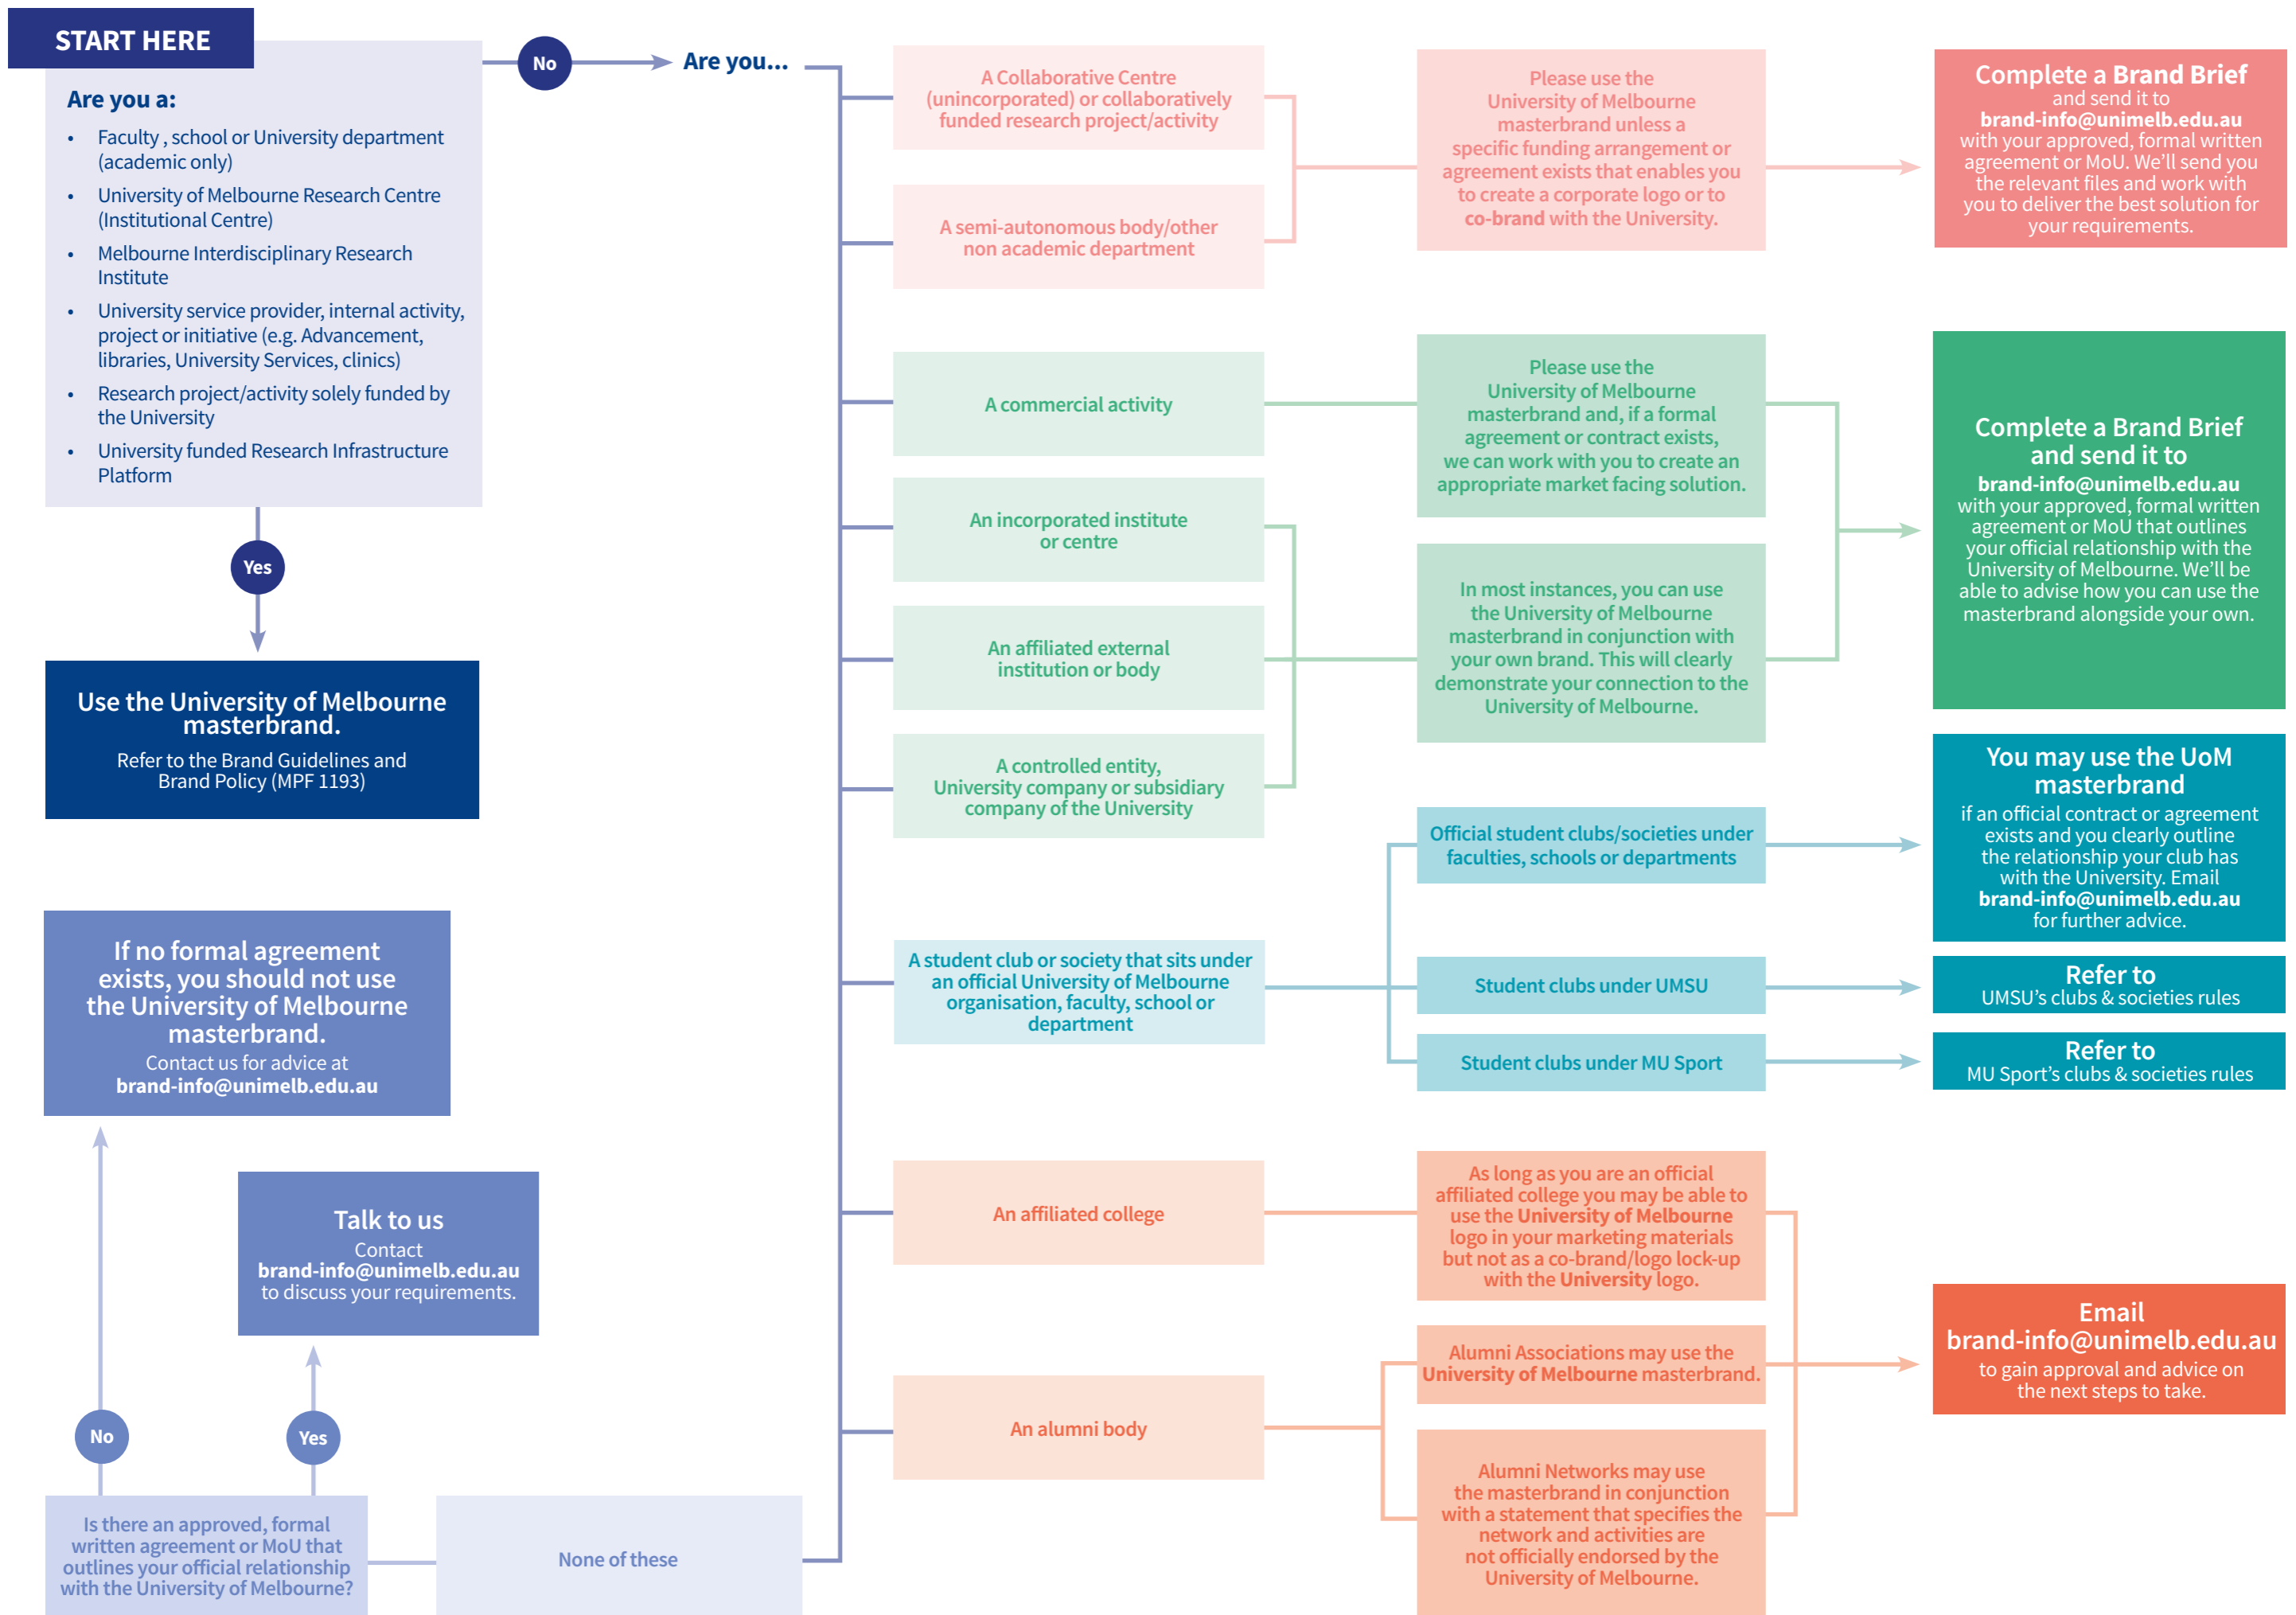 START HERE
Are you a:
• Faculty , school or University department
(academic only)
• University of Melbourne Research Centre
(Institutional Centre)
• Melbourne Interdisciplinary Research
Institute
• University service provider, internal activity,
project or initiative (e.g. Advancement,
libraries, University Services, clinics)
• Research project/activity solely funded by
the University
• University funded Research Infrastructure
Platform
Yes
Use the University of Melbourne
masterbrand.
Refer to the Brand Guidelines and
Brand Policy (MPF 1193)
No
Are you...
A Collaborative Centre
(unincorporated) or collaboratively
funded research project/activity
A semi-autonomous body/other
non academic department
Please use the
University of Melbourne
masterbrand unless a
specific funding arrangement or
agreement exists that enables you
to create a corporate logo or to
co-brand with the University.
Complete a Brand Brief
and send it to
brand-info@unimelb.edu.au
with your approved, formal written
agreement or MoU. We’ll send you
the relevant files and work with
you to deliver the best solution for
your requirements.
A commercial activity
Please use the
University of Melbourne
masterbrand and, if a formal
agreement or contract exists,
we can work with you to create an
appropriate market facing solution.
An incorporated institute
or centre
An affiliated external
institution or body
A controlled entity,
University company or subsidiary
company of the University
In most instances, you can use
the University of Melbourne
masterbrand in conjunction with
your own brand. This will clearly
demonstrate your connection to the
University of Melbourne.
Complete a Brand Brief
and send it to
brand-info@unimelb.edu.au
with your approved, formal written
agreement or MoU that outlines
your official relationship with the
University of Melbourne. We’ll be
able to advise how you can use the
masterbrand alongside your own.
A student club or society that sits under
an official University of Melbourne
organisation, faculty, school or
department
Official student clubs/societies under
faculties, schools or departments
You may use the UoM
masterbrand
if an official contract or agreement
exists and you clearly outline
the relationship your club has
with the University. Email
brand-info@unimelb.edu.au
for further advice.
Student clubs under UMSU
Refer to
UMSU’s clubs & societies rules
Student clubs under MU Sport
Refer to
MU Sport’s clubs & societies rules
An affiliated college
As long as you are an official
affiliated college you may be able to
use the University of Melbourne
logo in your marketing materials
but not as a co-brand/logo lock-up
with the University logo.
An alumni body
Alumni Associations may use the
University of Melbourne masterbrand.
Alumni Networks may use
the masterbrand in conjunction
with a statement that specifies the
network and activities are
not officially endorsed by the
University of Melbourne.
Email
brand-info@unimelb.edu.au
to gain approval and advice on
the next steps to take.
None of these
Is there an approved, formal
written agreement or MoU that
outlines your official relationship
with the University of Melbourne?
No
If no formal agreement
exists, you should not use
the University of Melbourne
masterbrand.
Contact us for advice at
brand-info@unimelb.edu.au
Yes
Talk to us
Contact
brand-info@unimelb.edu.au
to discuss your requirements.